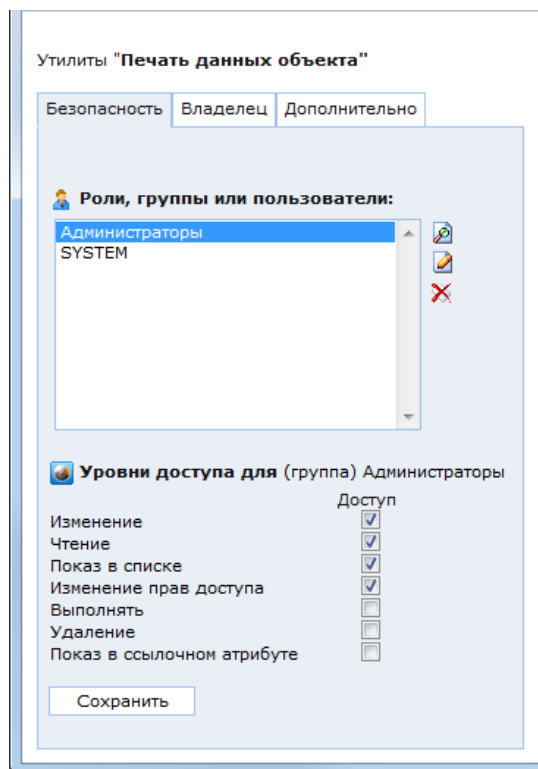 Утилиты "Печать данных объекта"
Безопасность Владелец Дополнительно
Роли, группы или пользователи:
Администраторы
SYSTEM
Уровни доступа для (группа) Администраторы
Доступ
Изменение
Чтение
Показ в списке
Изменение прав доступа
Выполнять
Удаление
Показ в ссылочном атрибуте
Сохранить